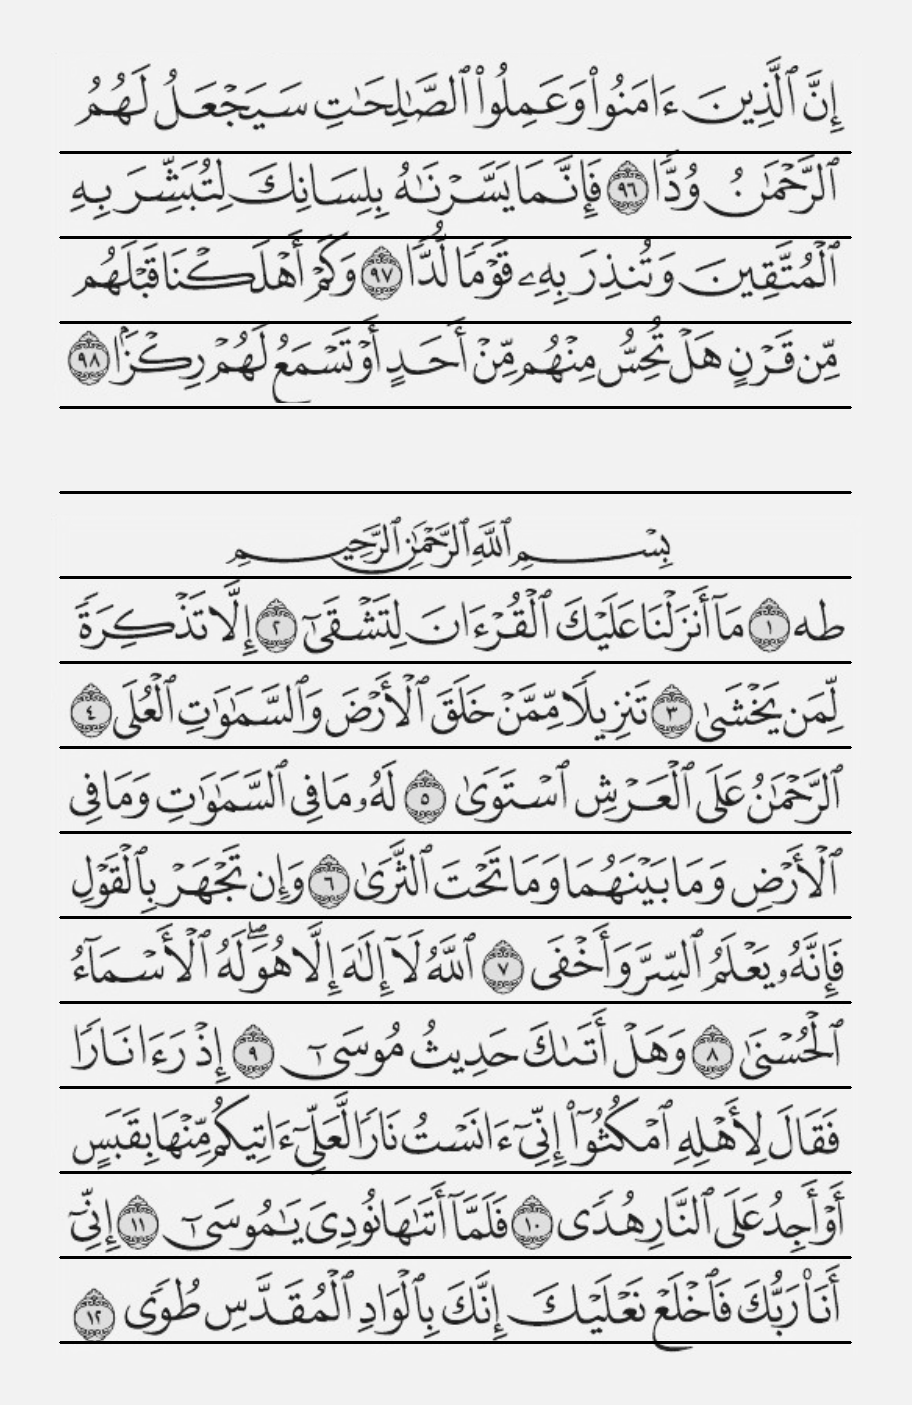 إِنَّ ٱلَّذِينَ ءَامَنُوا۟ وَعَمِلُوا۟ ٱلصَّٰلِحَٰتِ سَيَجْعَلُ لَهُمُ
ٱلرَّحْمَٰنُ وُدًّا ٩٦ فَإِنَّمَا يَسَّرْنَٰهُ بِلِسَانِكَ لِتُبَشِّرَ بِهِ
ٱلْمُتَّقِينَ وَتُنذِرَ بِهِۦ قَوْمًا لُّدًّا ٩٧ وَكَمْ أَهْلَكْنَا قَبْلَهُم
مِّن قَرْنٍ هَلْ تُحِسُّ مِنْهُم مِّنْ أَحَدٍ أَوْ تَسْمَعُ لَهُمْ رِكْزًۢا ٩٨
بِسْمِ ٱللَّهِ ٱلرَّحْمَٰنِ ٱلرَّحِيمِ
طه ١ مَآ أَنزَلْنَا عَلَيْكَ ٱلْقُرْءَانَ لِتَشْقَىٰٓ ٢ إِلَّا تَذْكِرَةً
لِّمَن يَخْشَىٰ ٣ تَنزِيلًا مِّمَّنْ خَلَقَ ٱلْأَرْضَ وَٱلسَّمَٰوَٰتِ ٱلْعُلَى ٤
ٱلرَّحْمَٰنُ عَلَى ٱلْعَرْشِ ٱسْتَوَىٰ ٥ لَهُۥ مَا فِى ٱلسَّمَٰوَٰتِ وَمَا فِى
ٱلْأَرْضِ وَمَا بَيْنَهُمَا وَمَا تَحْتَ ٱلثَّرَىٰ ٦ وَإِن تَجْهَرْ بِٱلْقَوْلِ
فَإِنَّهُۥ يَعْلَمُ ٱلسِّرَّ وَأَخْفَى ٧ ٱللَّهُ لَآ إِلَٰهَ إِلَّا هُوَ ۖ لَهُ ٱلْأَسْمَآءُ
ٱلْحُسْنَىٰ ٨ وَهَلْ أَتَىٰكَ حَدِيثُ مُوسَىٰٓ ٩ إِذْ رَءَا نَارًا
فَقَالَ لِأَهْلِهِ ٱمْكُثُوٓا۟ إِنِّىٓ ءَانَسْتُ نَارًا لَّعَلِّىٓ ءَاتِيكُم مِّنْهَا بِقَبَسٍ
أَوْ أَجِدُ عَلَى ٱلنَّارِ هُدًى ١٠ فَلَمَّآ أَتَىٰهَا نُودِىَ يَٰمُوسَىٰٓ ١١ إِنِّىٓ
أَنَا۠ رَبُّكَ فَٱخْلَعْ نَعْلَيْكَ إِنَّكَ بِٱلْوَادِ ٱلْمُقَدَّسِ طُوًى ١٢